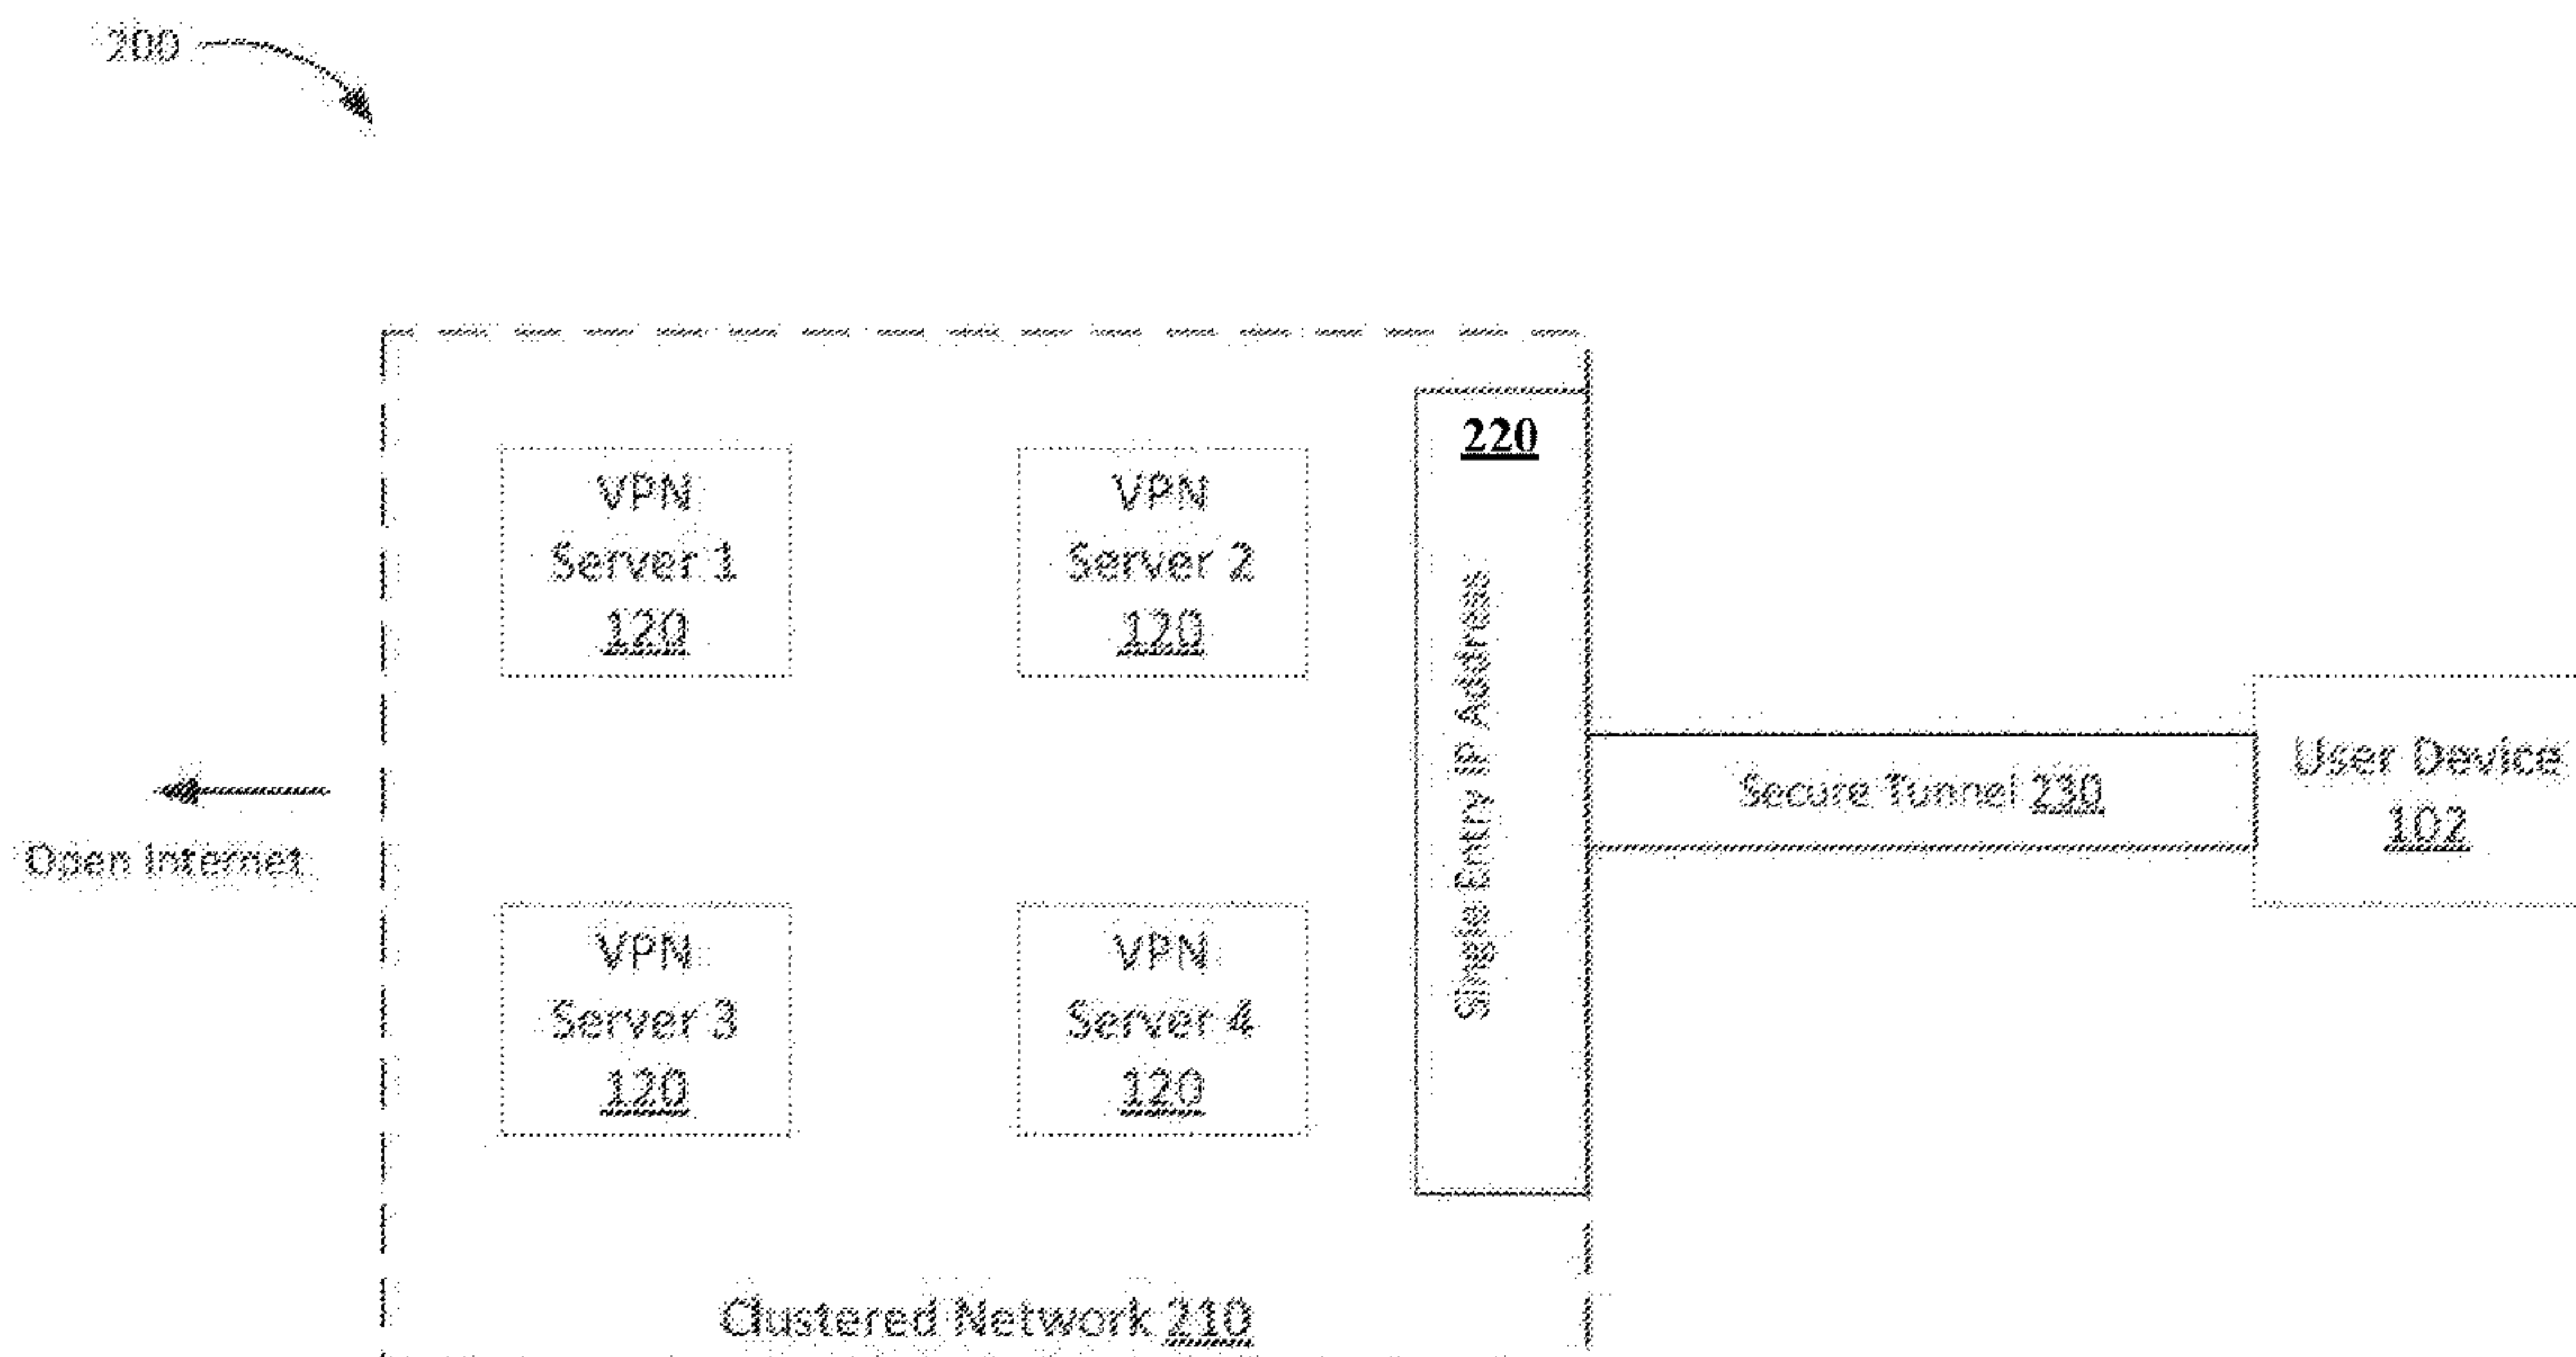 200
220
VPN
Server 1
120
VPN
Server 2
120
Single Entry IP Address
Open Internet
Secure Tunnel 230
User Device
102
VPN
Server 3
120
VPN
Server 4
120
Clustered Network 210